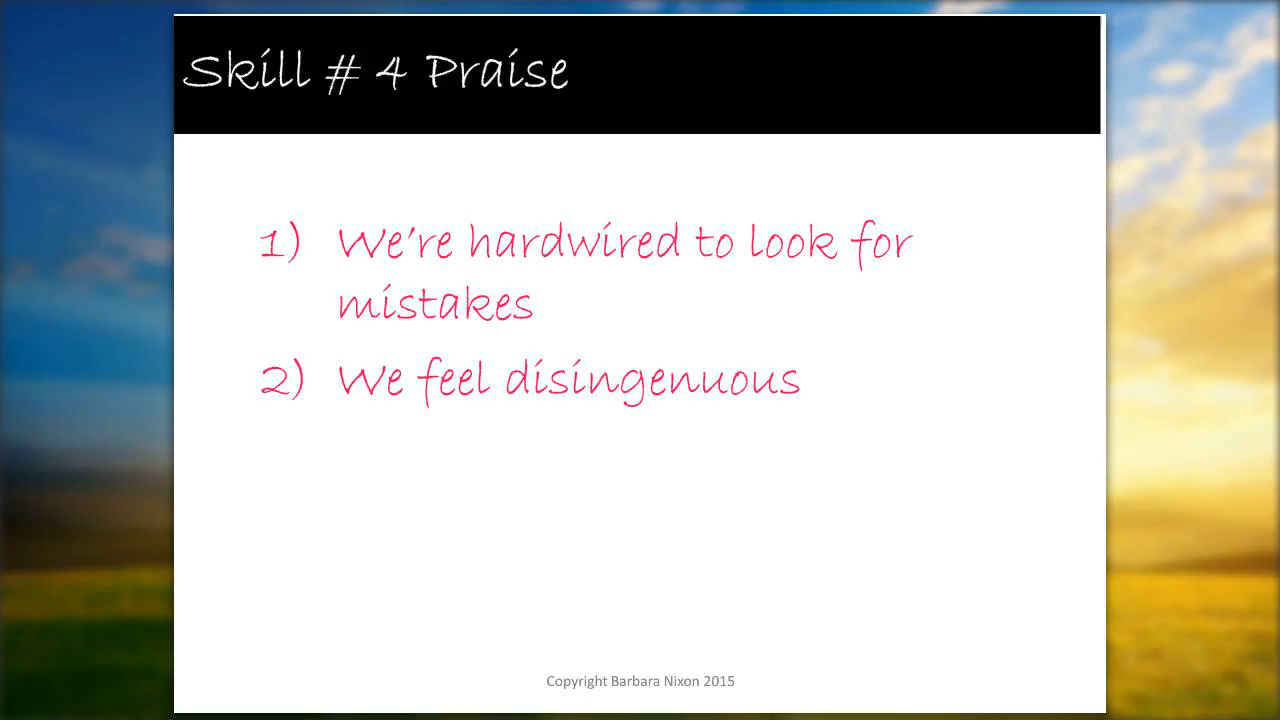 Skill # 4 Praise
1) We're hardwired to look for
mistakes
2) We feel disingenuous
Copyright Barbara Nixon 2015